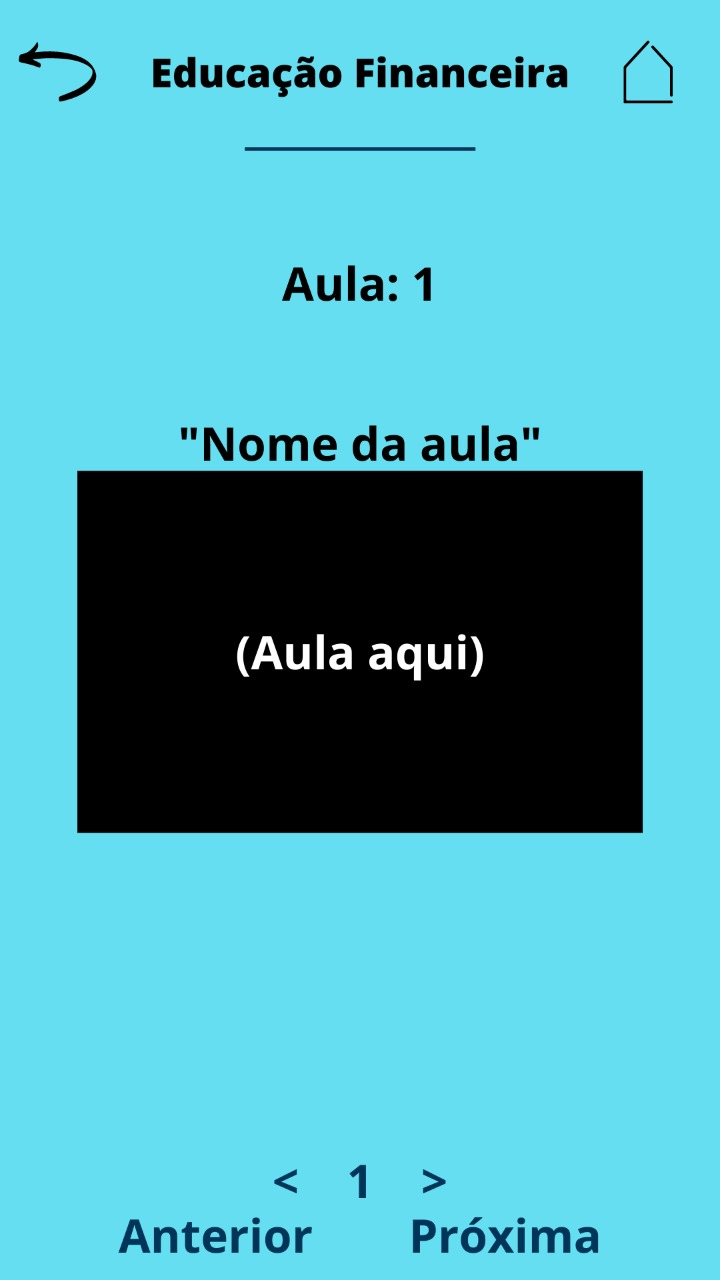 Educação Financeira
Aula: 1
"Nome da aula"
(Aula aqui)
< 1 >
Anterior Próxima